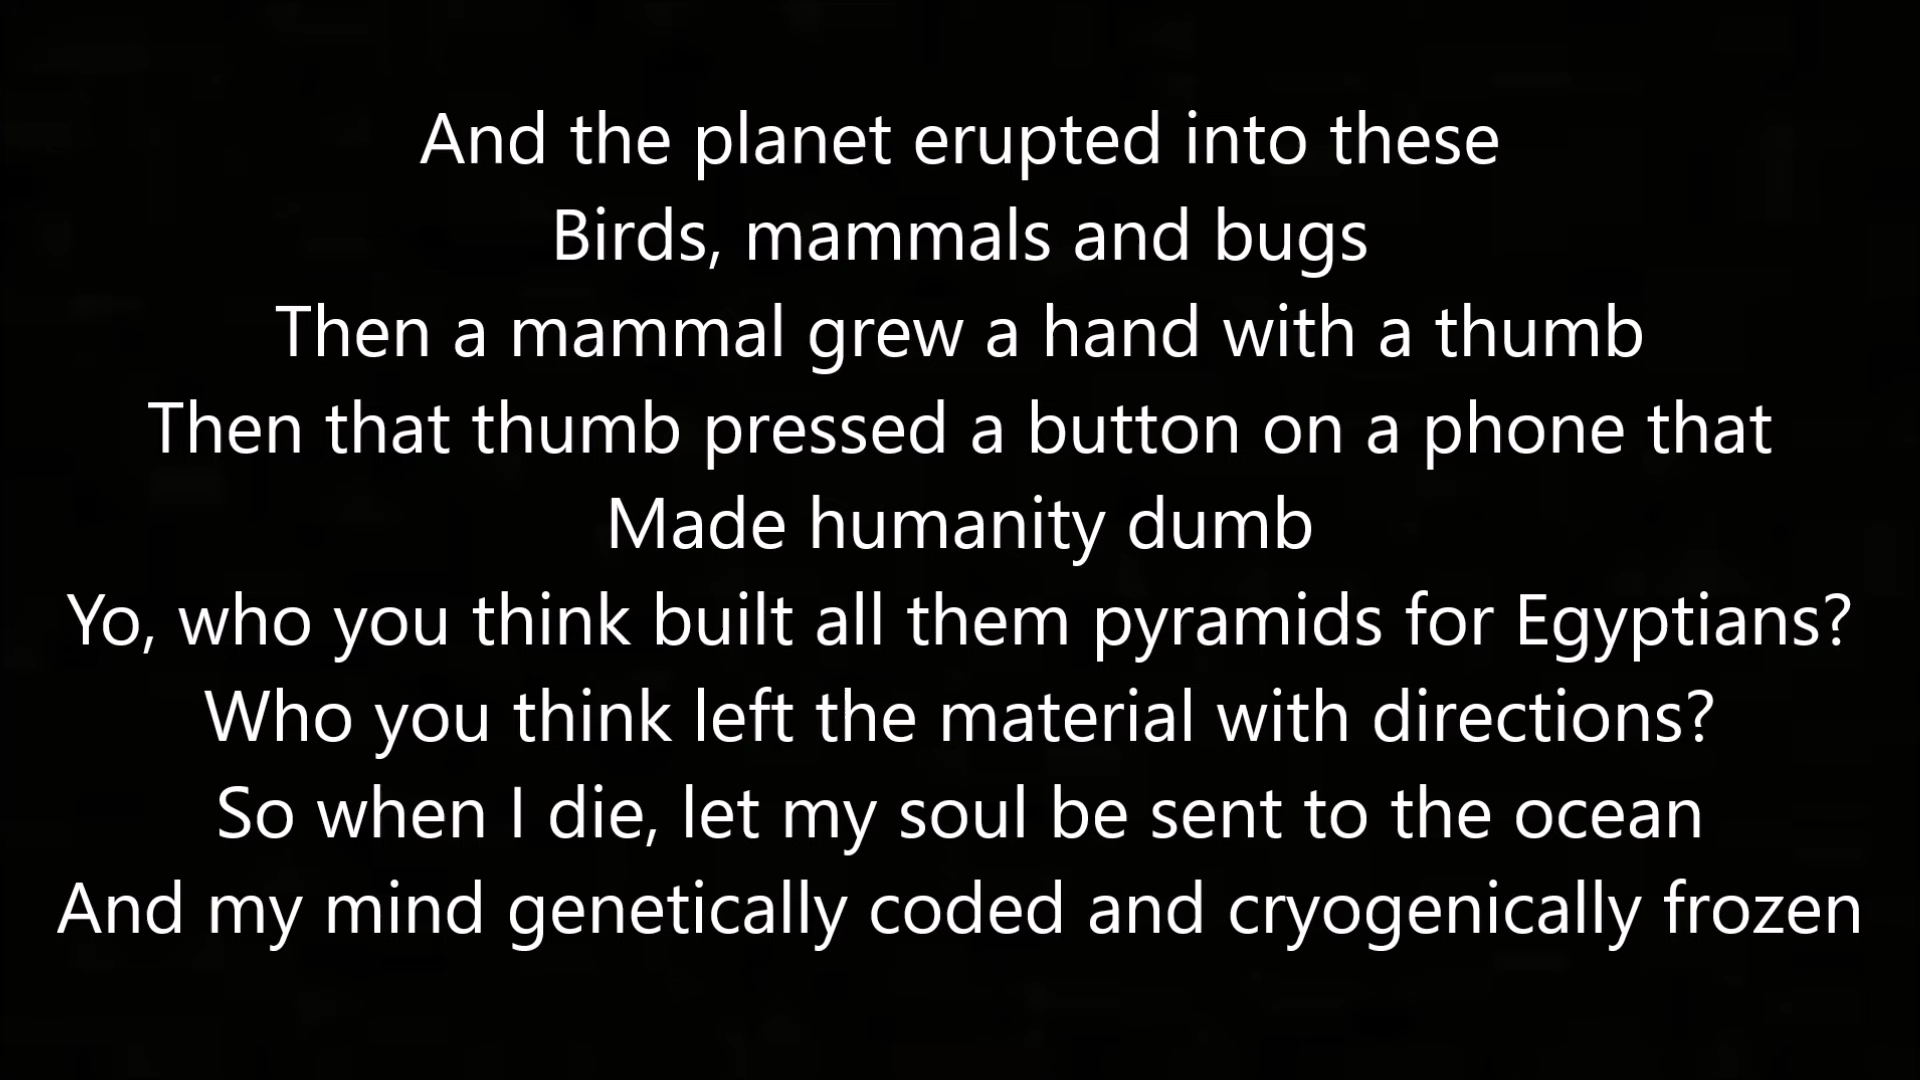 And the planet erupted into these
Birds, mammals and bugs
Then a mammal grew a hand with a thumb
Then that thumb pressed a button on a phone that
Made humanity dumb
Yo, who you think built all them pyramids for Egyptians?
Who you think left the material with directions?
So when I die, let my soul be sent to the ocean
And my mind genetically coded and cryogenically frozen